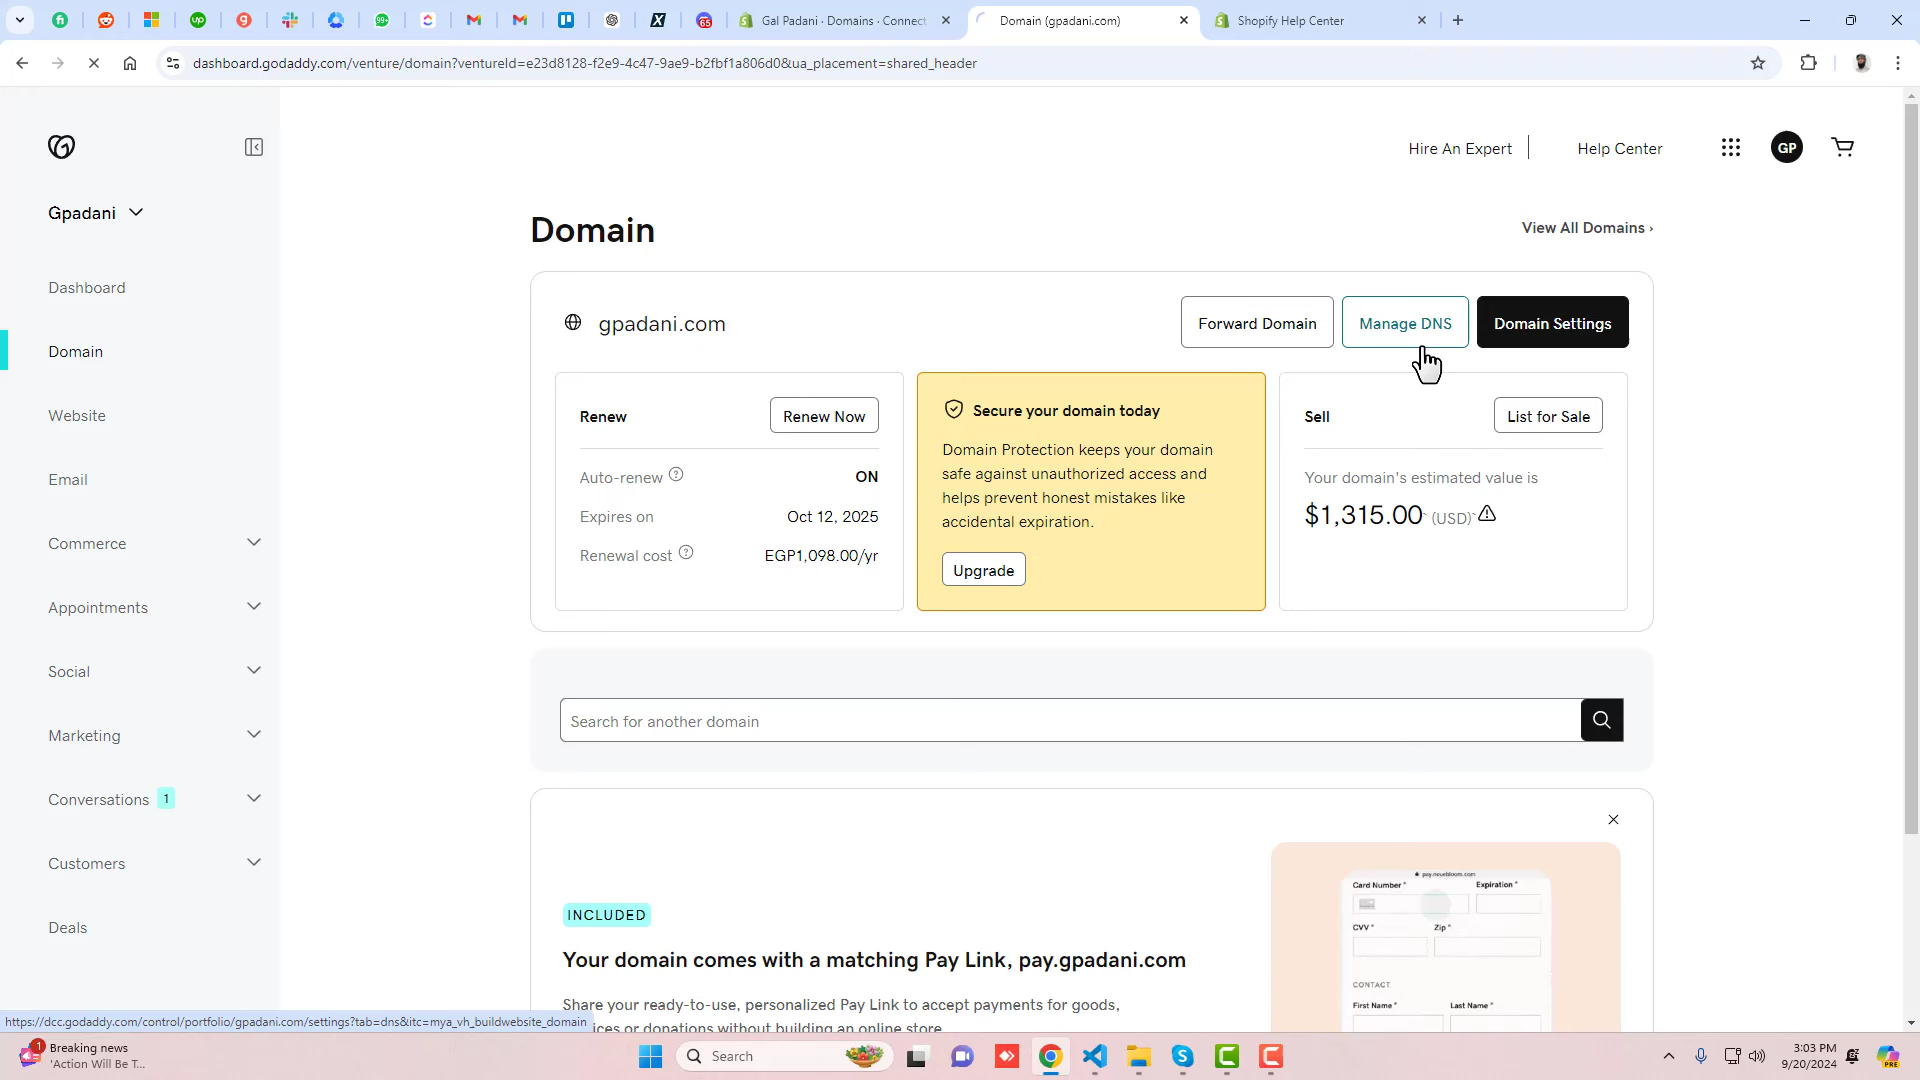 Gal Padani · Domains · Connect
Domain (gpadani.com)
Shopify Help Center
dashboard.godaddy.com/venture/domain?ventureId=e23d8128-f2e9-4c47-9ae9-b2fbf1a806d0&ua_placement=shared_header
Hire An Expert
Help Center
GP
Gpadani
Dashboard
Domain
Website
Email
Commerce
Appointments
Social
Marketing
Conversations 1
Customers
Deals
Domain
View All Domains ›
gpadani.com
Forward Domain
Manage DNS
Domain Settings
Renew
Renew Now
Auto-renew
ON
Expires on
Oct 12, 2025
Renewal cost
EGP1,098.00/yr
Secure your domain today
Domain Protection keeps your domain
safe against unauthorized access and
helps prevent honest mistakes like
accidental expiration.
Upgrade
Sell
List for Sale
Your domain's estimated value is
$1,315.00 (USD)
Search for another domain
INCLUDED
Your domain comes with a matching Pay Link, pay.gpadani.com
Share your ready-to-use, personalized Pay Link to accept payments for goods,
ices or donations without building an online store
pay.neuebloom.com
Card Number *
Expiration *
CVV *
Zip *
CONTACT
First Name *
Last Name *
https://dcc.godaddy.com/control/portfolio/gpadani.com/settings?tab=dns&itc=mya_vh_buildwebsite_domain
1
Breaking news
'Action Will Be T...
Search
3:03 PM
9/20/2024